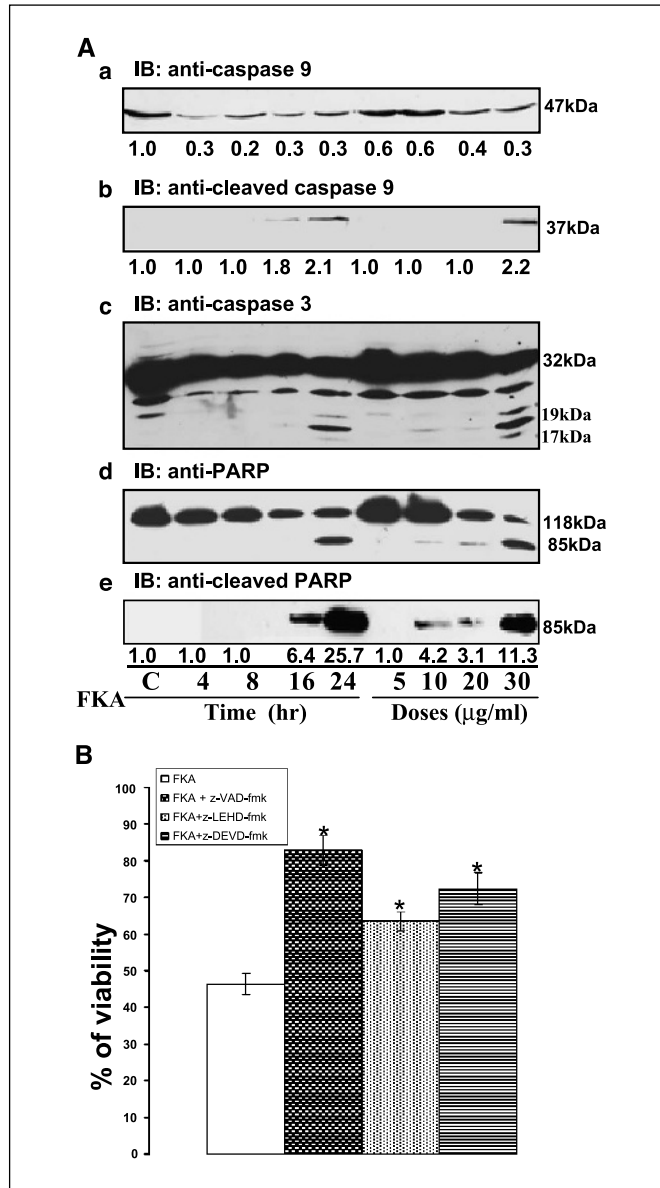 A
a IB: anti-caspase 9
47kDa
1.0 0.3 0.2 0.3 0.3 0.6 0.6 0.4 0.3
b IB: anti-cleaved caspase 9
37kDa
1.0 1.0 1.0 1.8 2.1 1.0 1.0 1.0 2.2
c IB: anti-caspase 3
32kDa
19kDa
17kDa
d IB: anti-PARP
118kDa
85kDa
e IB: anti-cleaved PARP
85kDa
1.0 1.0 1.0 6.4 25.7 1.0 4.2 3.1 11.3
C 4 8 16 24 5 10 20 30
FKA Time (hr) Doses (μg/ml)
B
FKA
FKA + z-VAD-fmk
FKA+z-LEHD-fmk
FKA+z-DEVD-fmk
* * *
% of viability
100
90
80
70
60
50
40
30
20
10
0